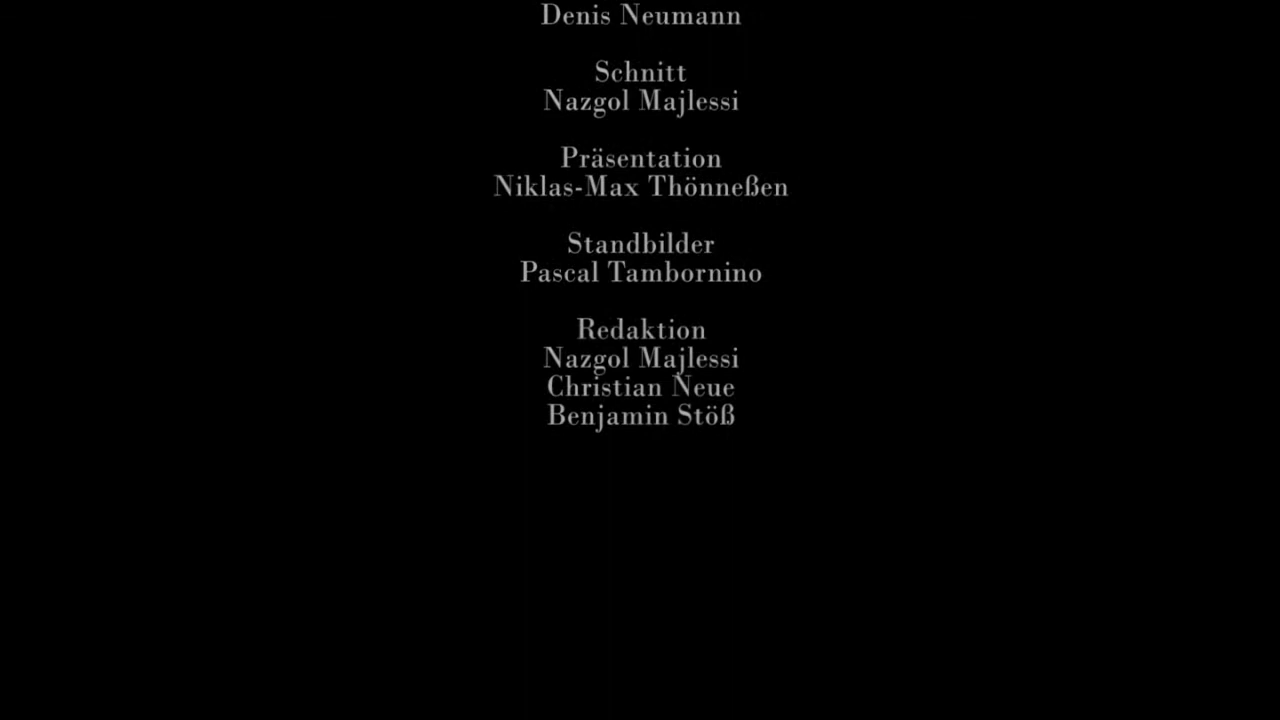 Denis Neumann
Schnitt
Nazgol Majlessi
Präsentation
Niklas-Max Thönneßen
Standbilder
Pascal Tambornino
Redaktion
Nazgol Majlessi
Christian Neue
Benjamin Stöß